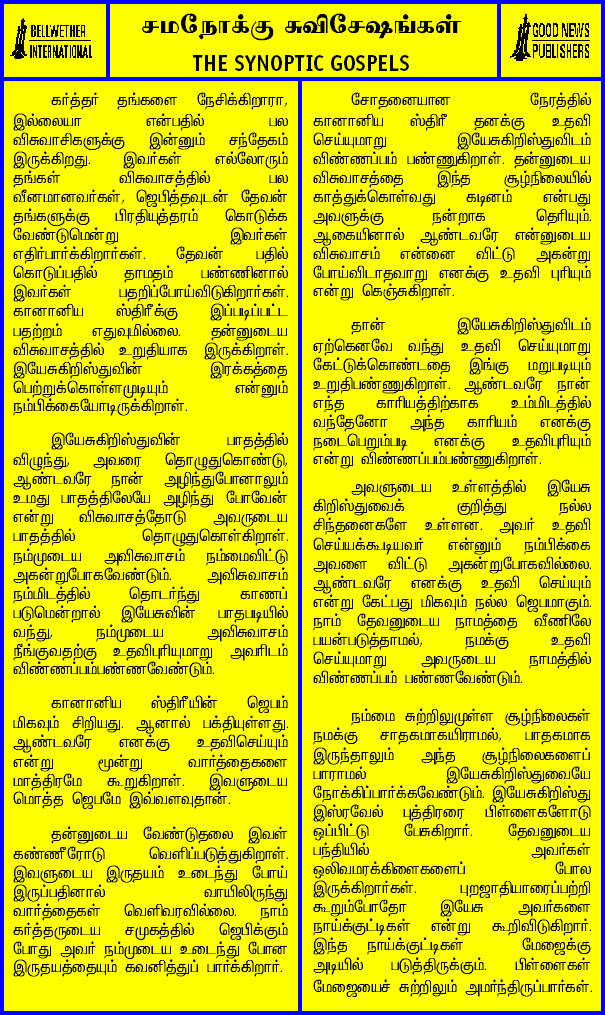 BELLWETHER
INTERNATIONAL
சமநோக்கு சுவிசேஷங்கள்
THE SYNOPTIC GOSPELS
GOOD NEWS
PUBLISHERS
கர்த்தர் தங்களை நேசிக்கிறாரா,
இல்லையா என்பதில் பல
விசுவாசிகளுக்கு இன்னும் சந்தேகம்
இருக்கிறது. இவர்கள் எல்லோரும்
தங்கள் விசுவாசத்தில் பல
வீனமானவர்கள், ஜெபித்தவுடன் தேவன்
தங்களுக்கு பிரதியுத்தரம் கொடுக்க
வேண்டுமென்று இவர்கள்
எதிர்பார்க்கிறார்கள். தேவன் பதில்
கொடுப்பதில் தாமதம் பண்ணினால்
இவர்கள் பதறிப்போய்விடுகிறார்கள்.
கானானிய ஸ்திரீக்கு இப்படிப்பட்ட
பதற்றம் எதுவுமில்லை. தன்னுடைய
விசுவாசத்தில் உறுதியாக இருக்கிறாள்.
இயேசுகிறிஸ்துவின் இரக்கத்தை
பெற்றுக்கொள்ளமுடியும் என்னும்
நம்பிக்கையோடிருக்கிறாள்.
இயேசுகிறிஸ்துவின் பாதத்தில்
விழுந்து, அவரை தொழுதுகொண்டு,
ஆண்டவரே நான் அழிந்துபோனாலும்
உமது பாதத்திலேயே அழிந்து போவேன்
என்று விசுவாசத்தோடு அவருடைய
பாதத்தில் தொழுதுகொள்கிறாள்.
நம்முடைய அவிசுவாசம் நம்மைவிட்டு
அகன்றுபோகவேண்டும். அவிசுவாசம்
நம்மிடத்தில் தொடர்ந்து காணப்
படுமென்றால் இயேசுவின் பாதபடியில்
வந்து, நம்முடைய அவிசுவாசம்
நீங்குவதற்கு உதவிபுரியுமாறு அவரிடம்
விண்ணப்பம்பண்ணவேண்டும்.
கானானிய ஸ்திரீயின் ஜெபம்
மிகவும் சிறியது. ஆனால் பக்தியுள்ளது.
ஆண்டவரே எனக்கு உதவிசெய்யும்
என்று மூன்று வார்த்தைகளை
மாத்திரமே கூறுகிறாள். இவளுடைய
மொத்த ஜெபமே இவ்வளவுதான்.
தன்னுடைய வேண்டுதலை இவள்
கண்ணீரோடு வெளிப்படுத்துகிறாள்.
இவளுடைய இருதயம் உடைந்து போய்
இருப்பதினால் வாயிலிருந்து
வார்த்தைகள் வெளிவரவில்லை. நாம்
கர்த்தருடைய சமுகத்தில் ஜெபிக்கும்
போது அவர் நம்முடைய உடைந்து போன
இருதயத்தையும் கவனித்துப் பார்க்கிறார்.
சோதனையான நேரத்தில்
கானானிய ஸ்திரீ தனக்கு உதவி
செய்யுமாறு இயேசுகிறிஸ்துவிடம்
விண்ணப்பம் பண்ணுகிறாள். தன்னுடைய
விசுவாசத்தை இந்த சூழ்நிலையில்
காத்துக்கொள்வது கடினம் என்பது
அவளுக்கு நன்றாக தெரியும்.
ஆகையினால் ஆண்டவரே என்னுடைய
விசுவாசம் என்னை விட்டு அகன்று
போய்விடாதவாறு எனக்கு உதவி புரியும்
என்று கெஞ்சுகிறாள்.
தான் இயேசுகிறிஸ்துவிடம்
ஏற்கெனவே வந்து உதவி செய்யுமாறு
கேட்டுக்கொண்டதை இங்கு மறுபடியும்
உறுதிபண்ணுகிறாள். ஆண்டவரே நான்
எந்த காரியத்திற்காக உம்மிடத்தில்
வந்தேனோ அந்த காரியம் எனக்கு
நடைபெறும்படி எனக்கு உதவிபுரியும்
என்று விண்ணப்பம்பண்ணுகிறாள்.
அவளுடைய உள்ளத்தில் இயேசு
கிறிஸ்துவைக் குறித்து நல்ல
சிந்தனைகளே உள்ளன. அவர் உதவி
செய்யக்கூடியவர் என்னும் நம்பிக்கை
அவளை விட்டு அகன்றுபோகவில்லை.
ஆண்டவரே எனக்கு உதவி செய்யும்
என்று கேட்பது மிகவும் நல்ல ஜெபமாகும்.
நாம் தேவனுடைய நாமத்தை வீணிலே
பயன்படுத்தாமல், நமக்கு உதவி
செய்யுமாறு அவருடைய நாமத்தில்
விண்ணப்பம் பண்ணவேண்டும்.
நம்மை சுற்றிலுமுள்ள சூழ்நிலைகள்
நமக்கு சாதகமாகயிராமல், பாதகமாக
இருந்தாலும் அந்த சூழ்நிலைகளைப்
பாராமல் இயேசுகிறிஸ்துவையே
நோக்கிப்பார்க்கவேண்டும். இயேசுகிறிஸ்து
இஸ்ரவேல் புத்திரரை பிள்ளைகளோடு
ஒப்பிட்டு பேசுகிறார். தேவனுடைய
பந்தியில் அவர்கள்
ஒலிவமரக்கிளைகளைப் போல
இருக்கிறார்கள். புறஜாதியாரைப்பற்றி
கூறும்போதோ இயேசு அவர்களை
நாய்க்குட்டிகள் என்று கூறிவிடுகிறார்.
இந்த நாய்க்குட்டிகள் மேஜைக்கு
அடியில் படுத்திருக்கும். பிள்ளைகள்
மேஜையைச் சுற்றிலும் அமர்ந்திருப்பார்கள்.